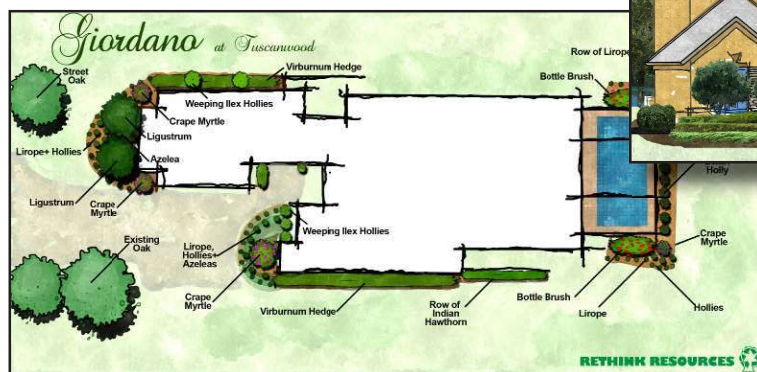 Giordano at Tuscanwood
Street
Oak
Virburnum Hedge
Weeping Ilex Hollies
Crape Myrtle
Ligustrum
Azelea
Lirope+ Hollies
Ligustrum
Crape
Myrtle
Row of Lirope
Bottle Brush
Holly
Existing
Oak
Lirope,
Hollies+
Azeleas
Weeping Ilex Hollies
Crape
Myrtle
Crape
Myrtle
Virburnum Hedge
Row of
Indian
Hawthorn
Bottle Brush
Lirope
Hollies
RETHINK RESOURCES